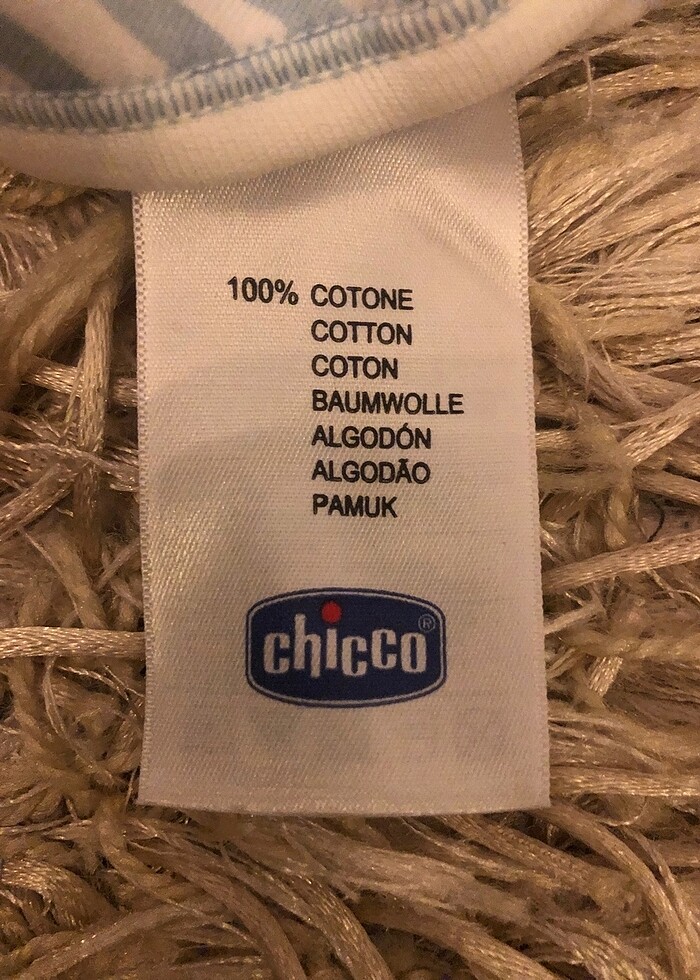 100% COTONE
COTTON
COTON
BAUMWOLLE
ALGODÓN
ALGODÃO
PAMUK
chicco®